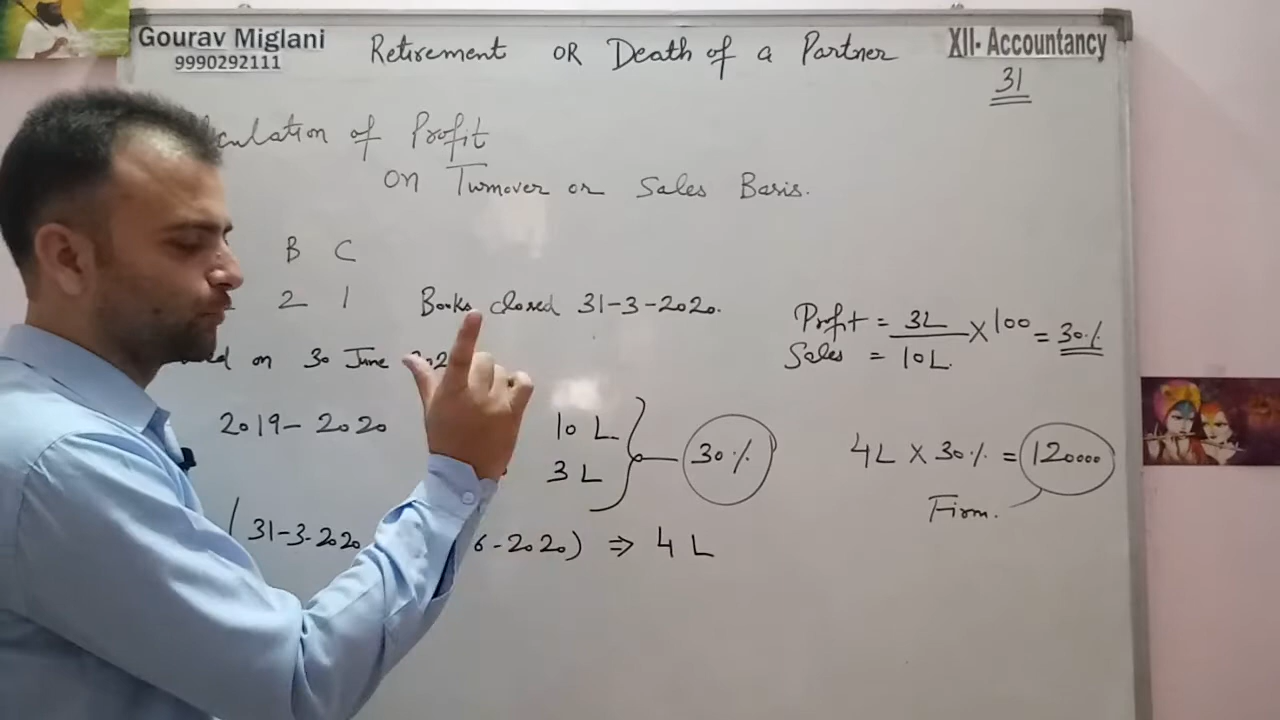 Gourav Miglani
9990292111
Retirement OR Death of a Partner
XII- Accountancy
31
culation of Profit
on Turnover or Sales Basis.
B C
2 1
Books closed 31-3-2020.
on 30 June
2019-2020
10 L
3 L
30%
(31-3-2020 6-2020) ⇒ 4 L
Profit = 3L X 100 = 30%
Sales = 10L
4L X 30% = 120000
Firm.